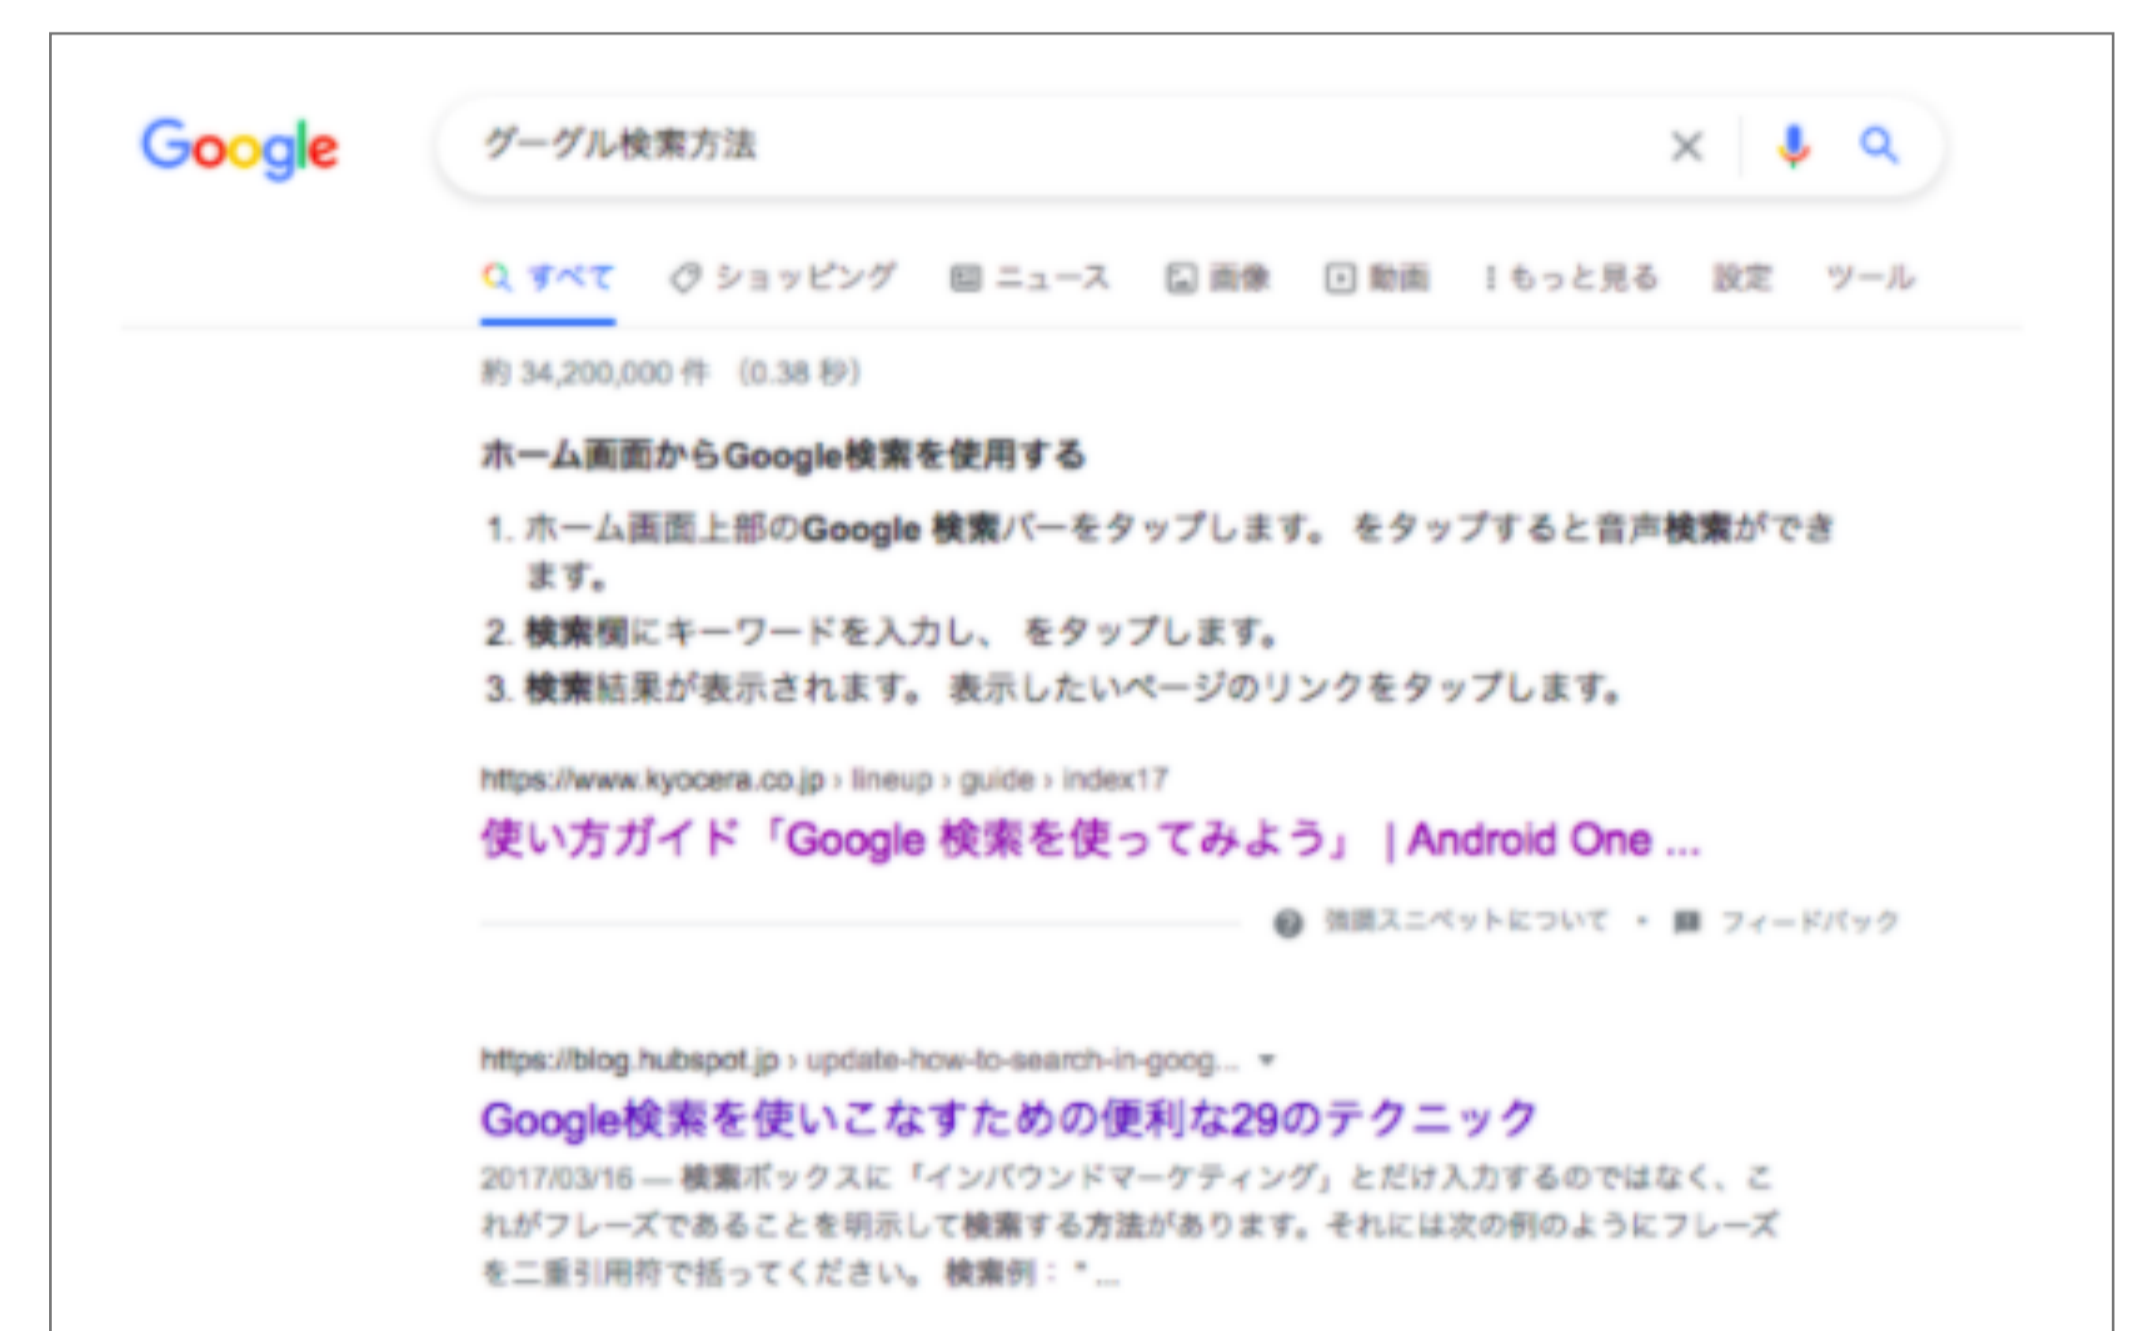 Google
グーグル検索方法
すべて ショッピング ニュース 画像 動画 もっと見る 設定 ツール
約 34,200,000 件 (0.38 秒)
ホーム画面からGoogle検索を使用する
1. ホーム画面上部のGoogle 検索バーをタップします。 をタップすると音声検索ができ
ます。
2. 検索欄にキーワードを入力し、 をタップします。
3. 検索結果が表示されます。 表示したいページのリンクをタップします。
https://www.kyocera.co.jp › lineup › guide › index17
使い方ガイド「Google 検索を使ってみよう」 | Android One ...
強調スニペットについて ・ フィードバック
https://blog.hubspot.jp › update-how-to-search-in-goog...
Google検索を使いこなすための便利な29のテクニック
2017/03/16 — 検索ボックスに「インバウンドマーケティング」とだけ入力するのではなく、こ
れがフレーズであることを明示して検索する方法があります。それには次の例のようにフレーズ
を二重引用符で括ってください。 検索例： " ...